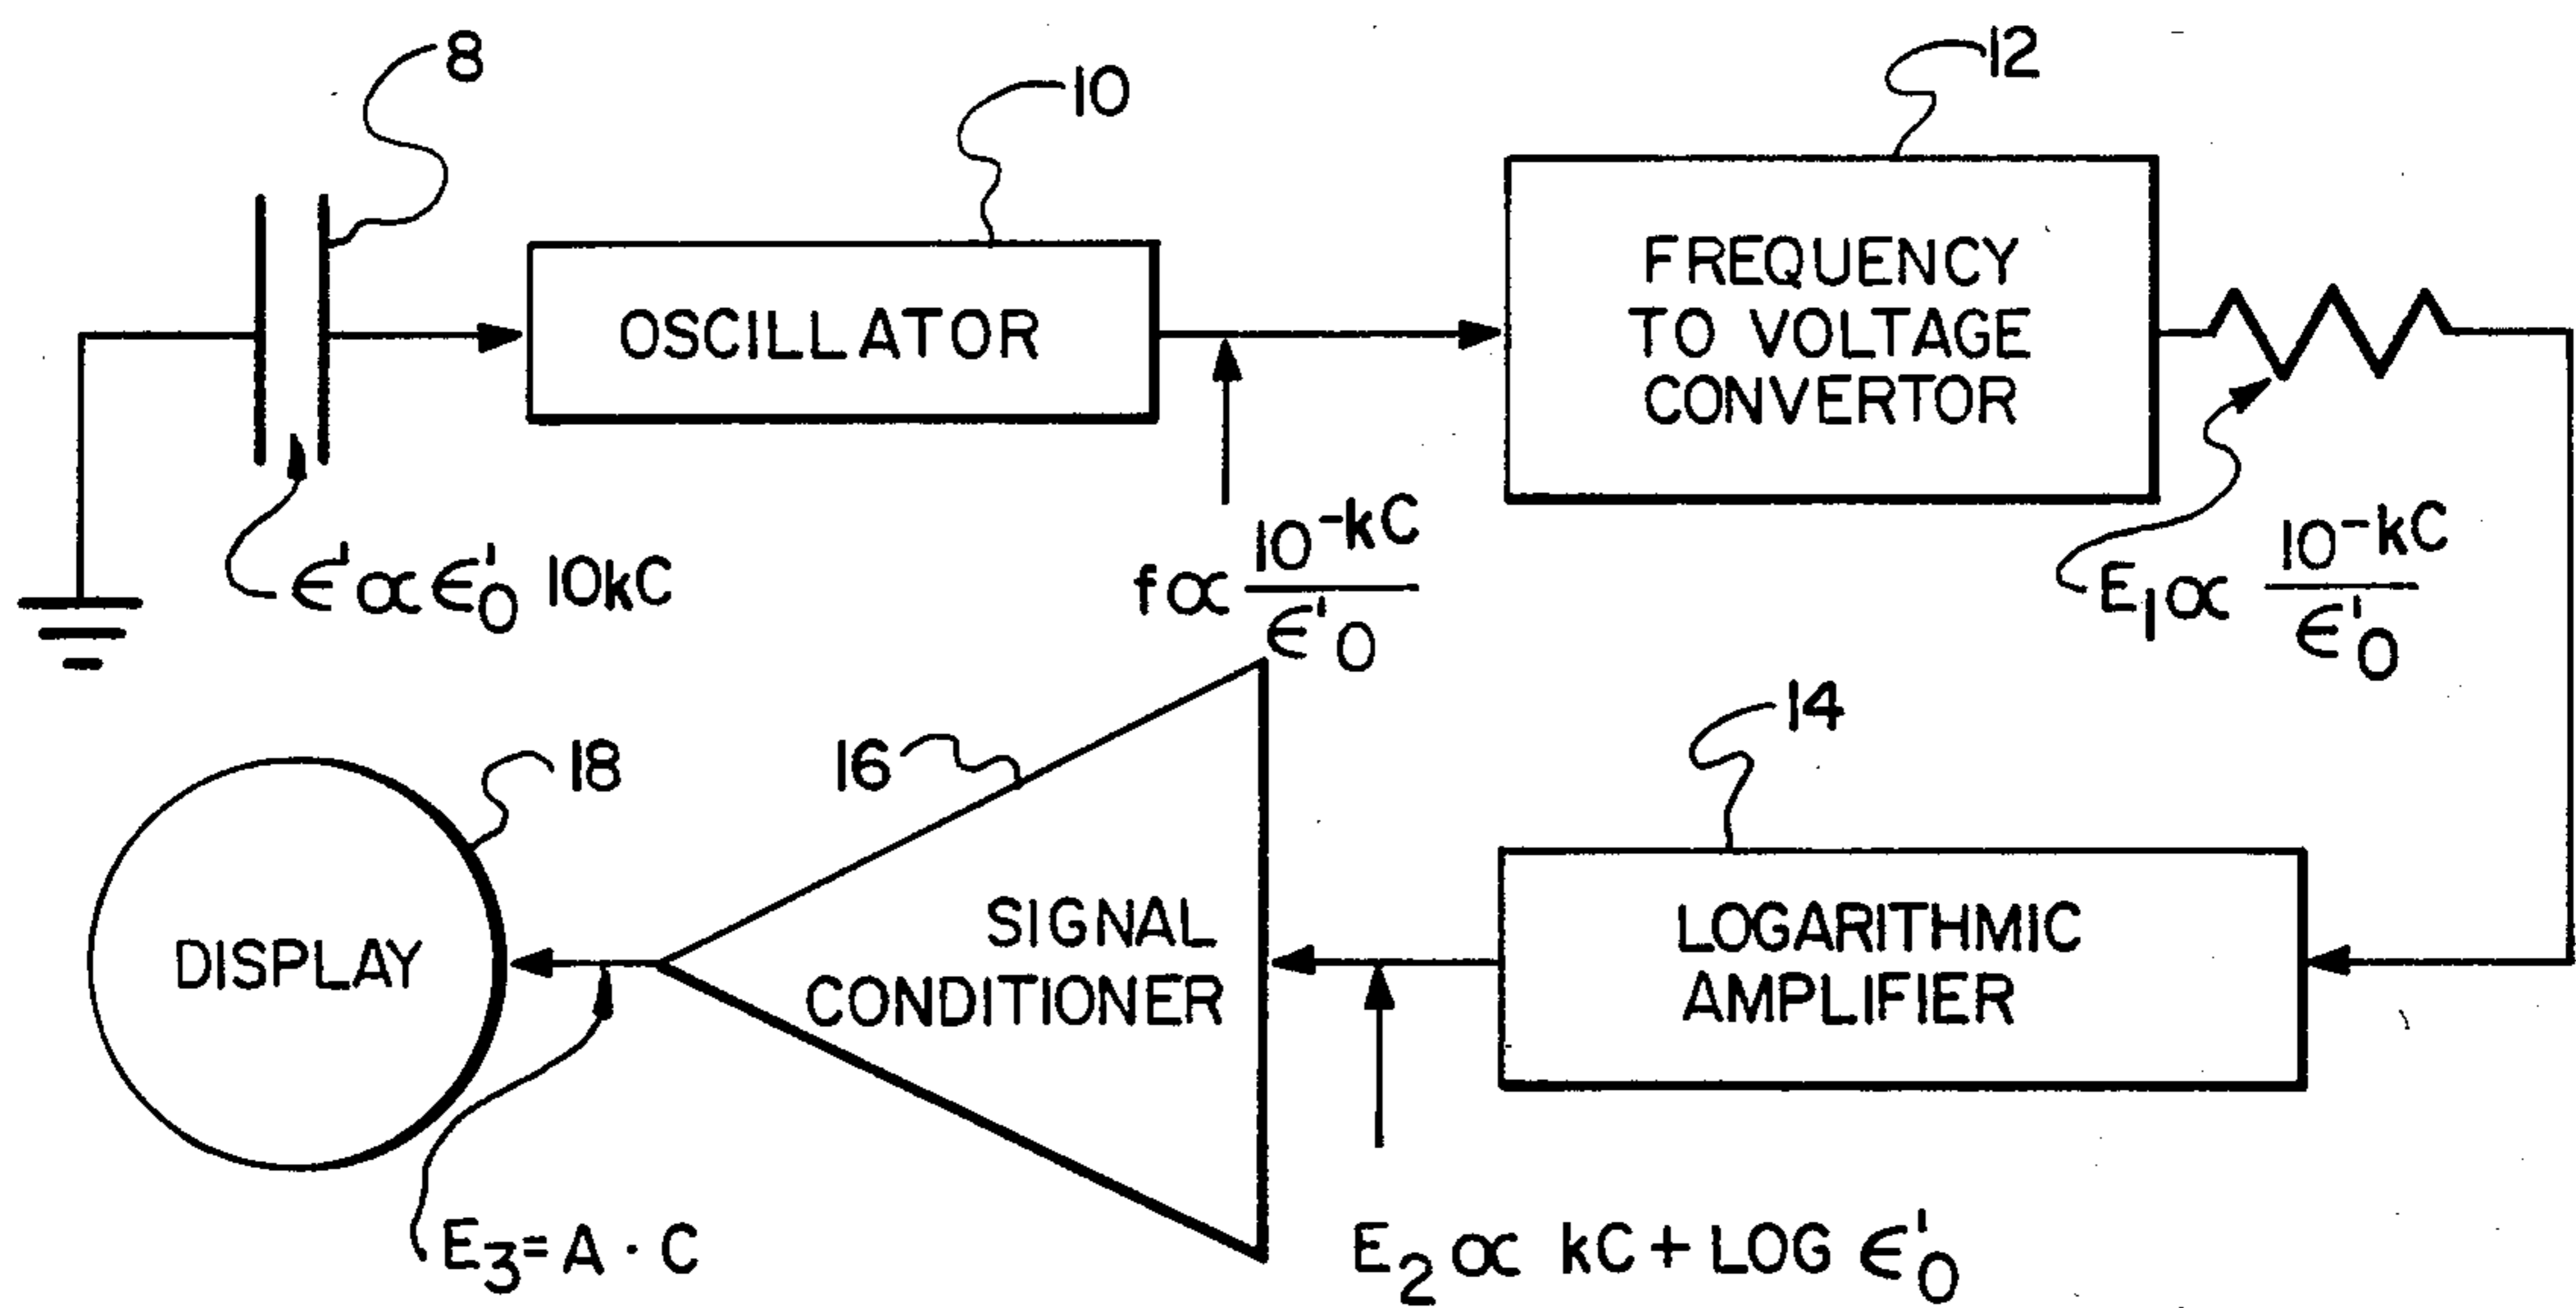 8
10
12
OSCILLATOR
FREQUENCY
TO VOLTAGE
CONVERTOR
ϵ' ∝ ϵ'₀ 10kC
f ∝ 10⁻ᵏᶜ / ϵ'₀
E₁ ∝ 10⁻ᵏᶜ / ϵ'₀
14
16
18
DISPLAY
SIGNAL
CONDITIONER
LOGARITHMIC
AMPLIFIER
E₃ = A · C
E₂ ∝ kC + LOG ϵ'₀